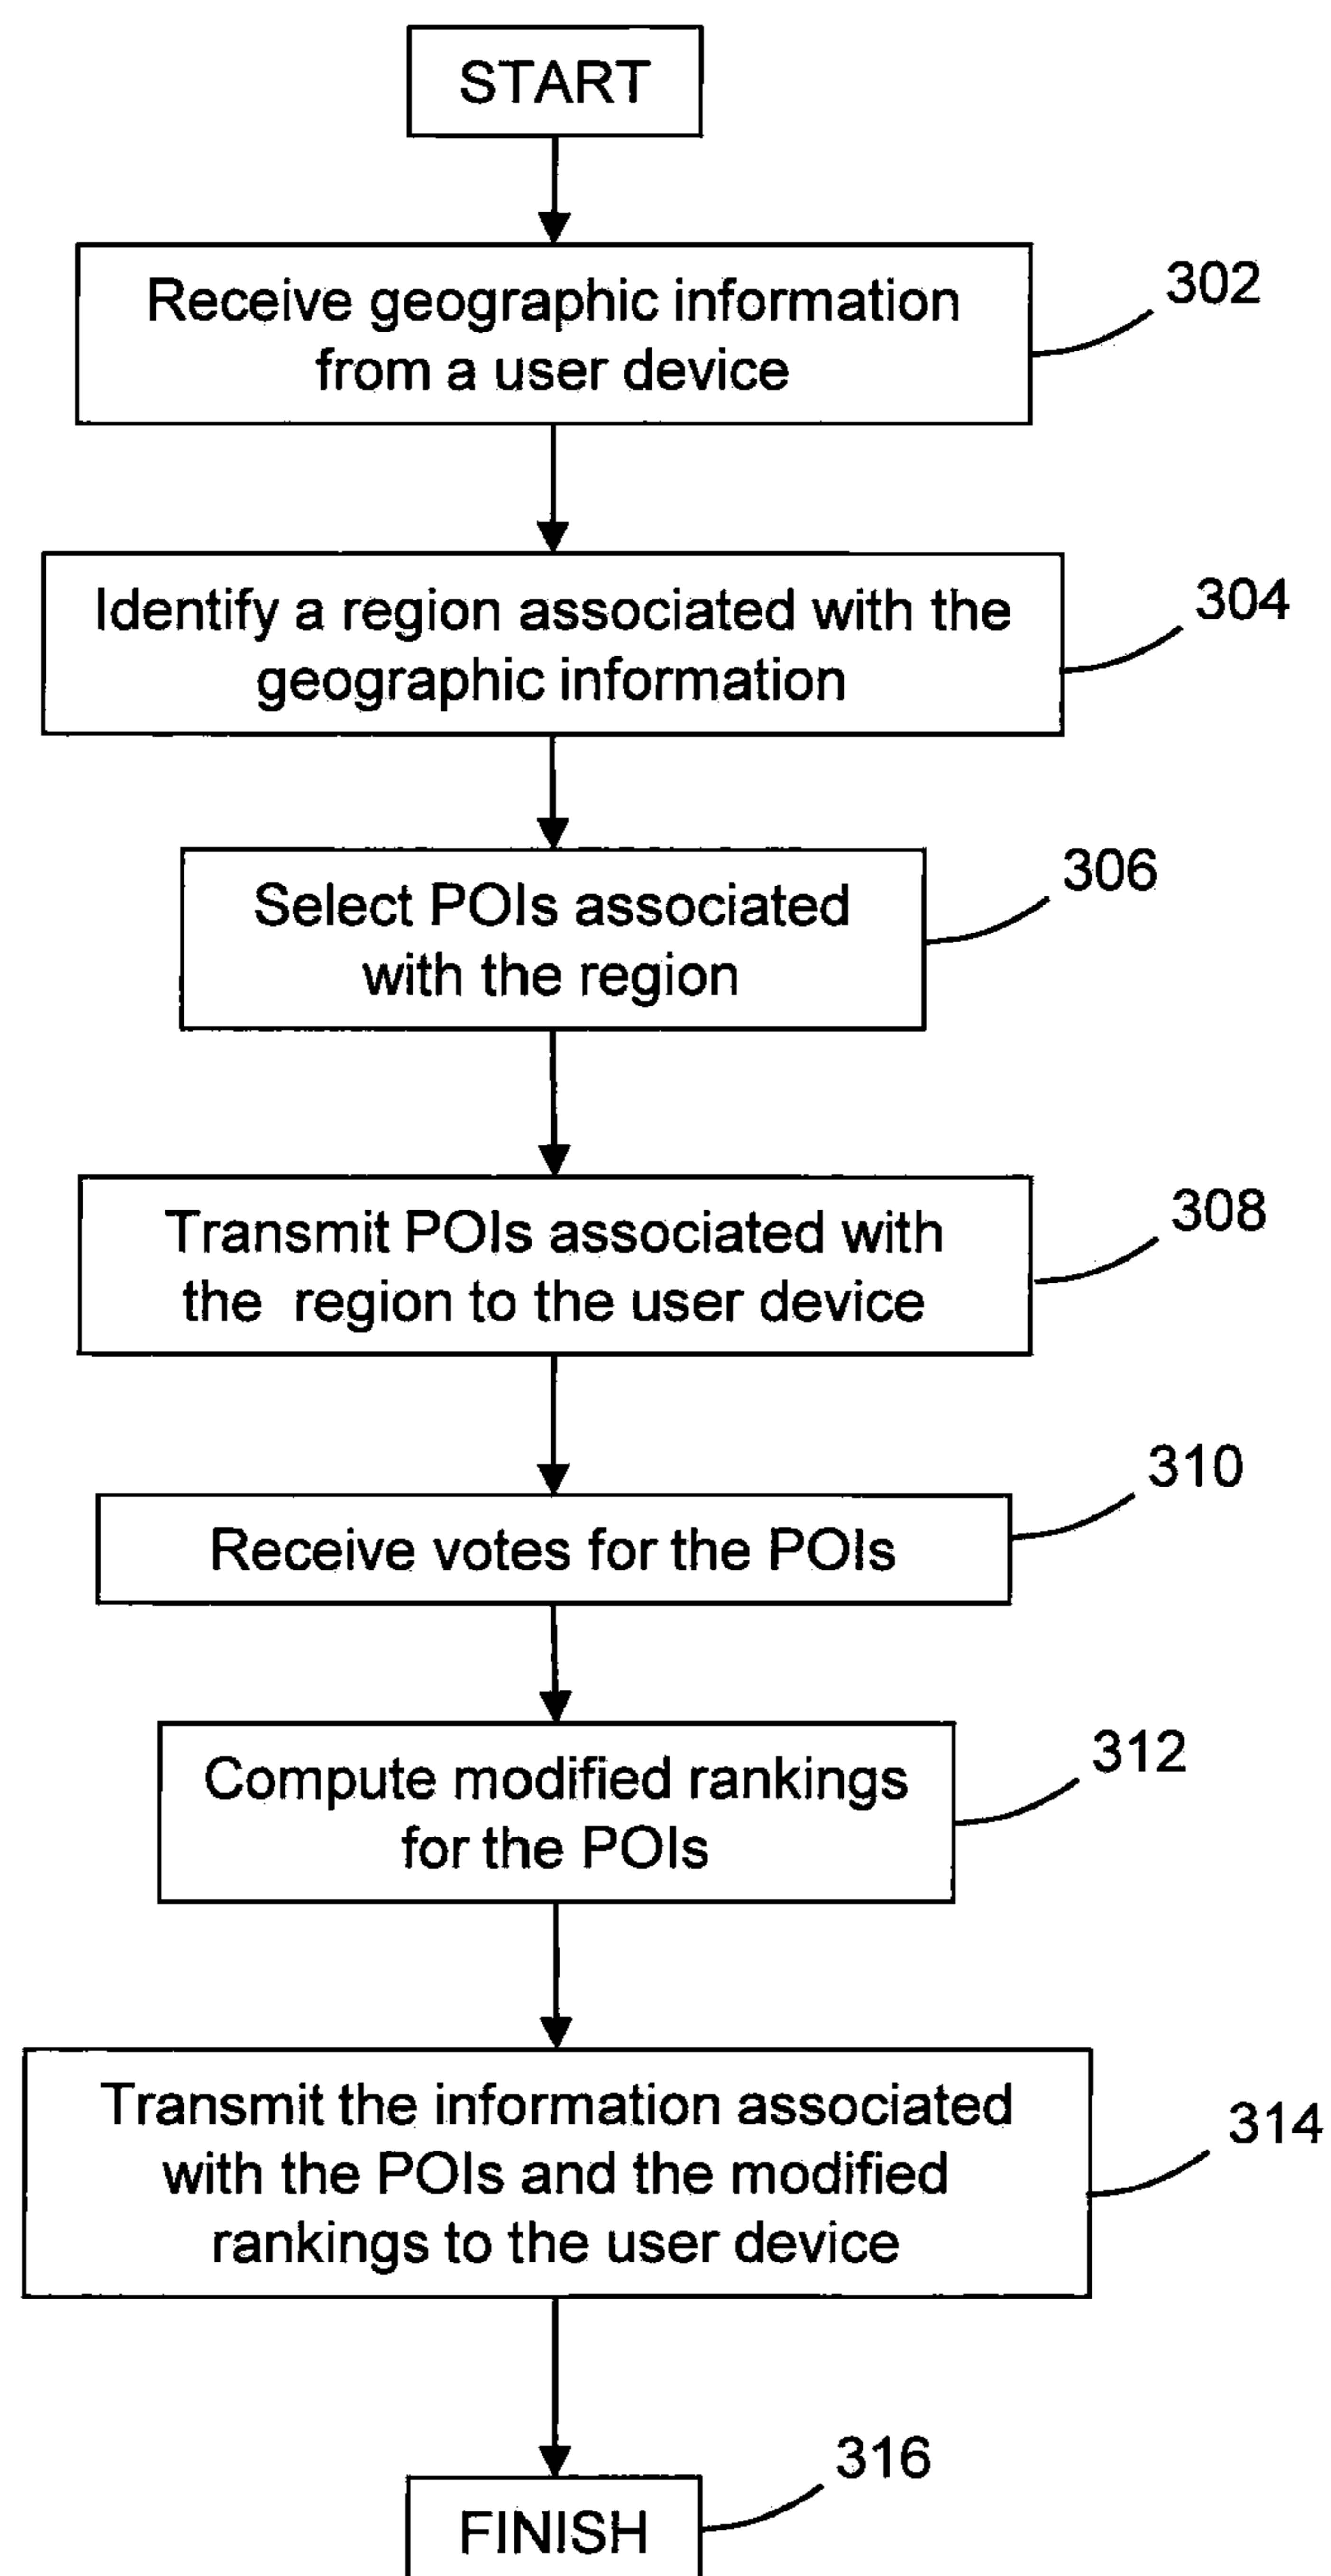 START
Receive geographic information
from a user device
302
Identify a region associated with the
geographic information
304
Select POIs associated
with the region
306
Transmit POIs associated with
the region to the user device
308
Receive votes for the POIs
310
Compute modified rankings
for the POIs
312
Transmit the information associated
with the POIs and the modified
rankings to the user device
314
FINISH
316